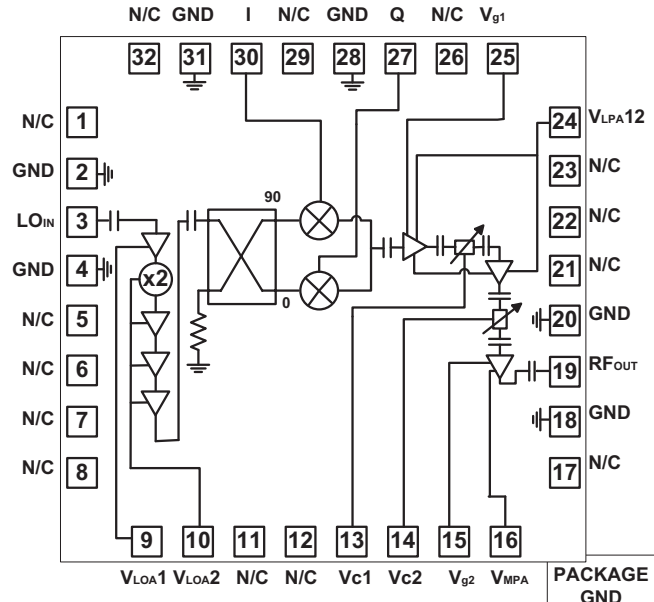 N/C GND I N/C GND Q N/C Vg1
32 31 30 29 28 27 26 25
N/C 1
GND 2
LOIN 3
GND 4
N/C 5
N/C 6
N/C 7
N/C 8
90
0
x2
24 VLPA12
23 N/C
22 N/C
21 N/C
20 GND
19 RFOUT
18 GND
17 N/C
9 10 11 12 13 14 15 16
VLOA1 VLOA2 N/C N/C Vc1 Vc2 Vg2 VMPA
PACKAGE
GND